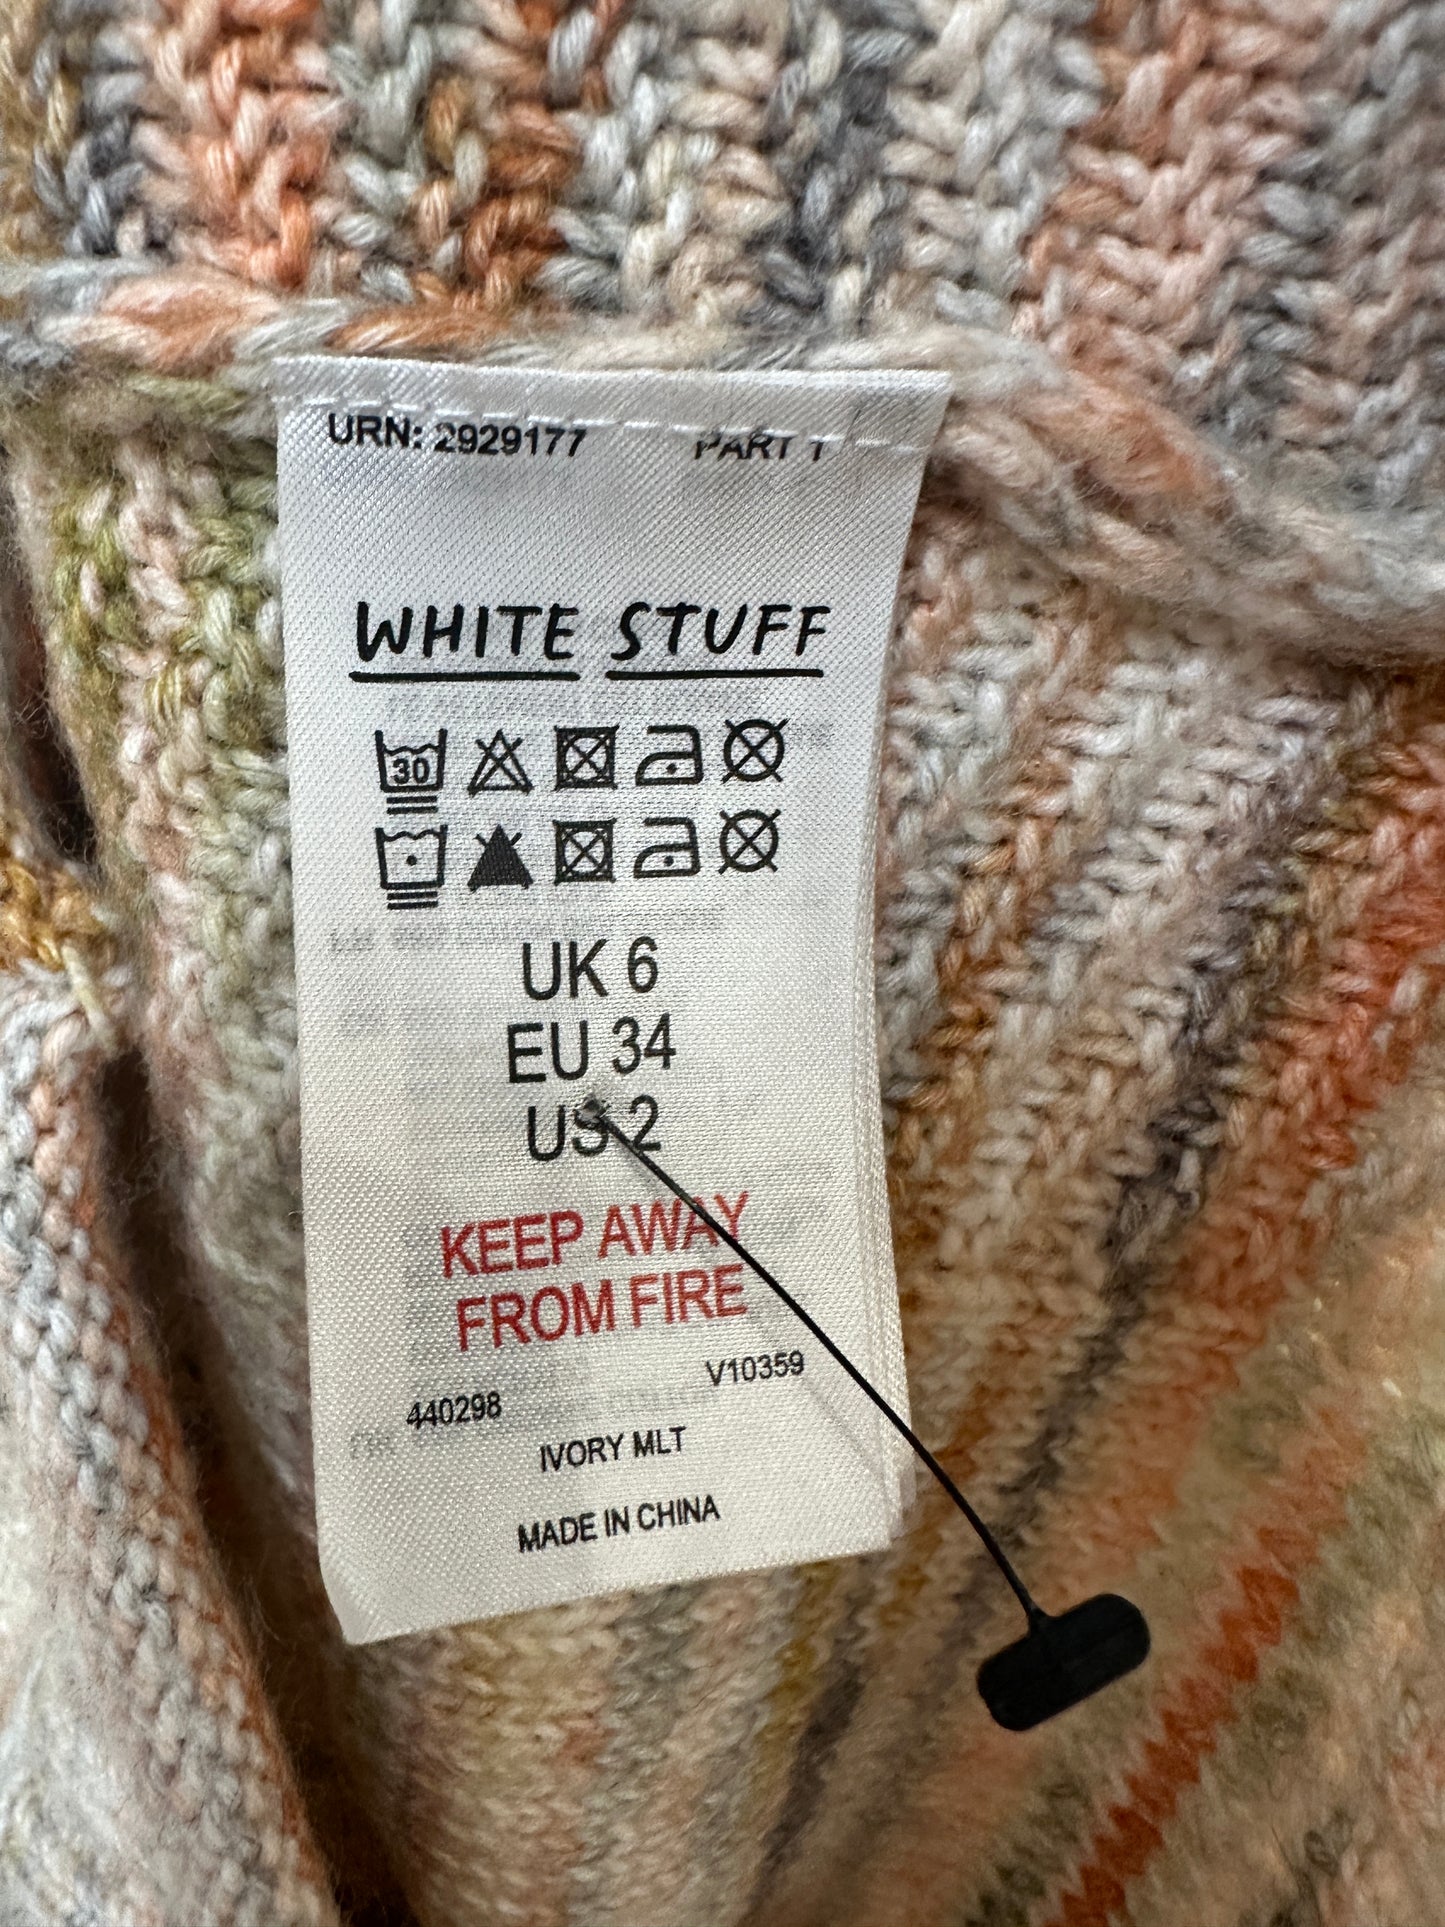 URN: 2929177 PART 1
WHITE STUFF
30
UK 6
EU 34
US 2
KEEP AWAY
FROM FIRE
V10359
440298
IVORY MLT
MADE IN CHINA